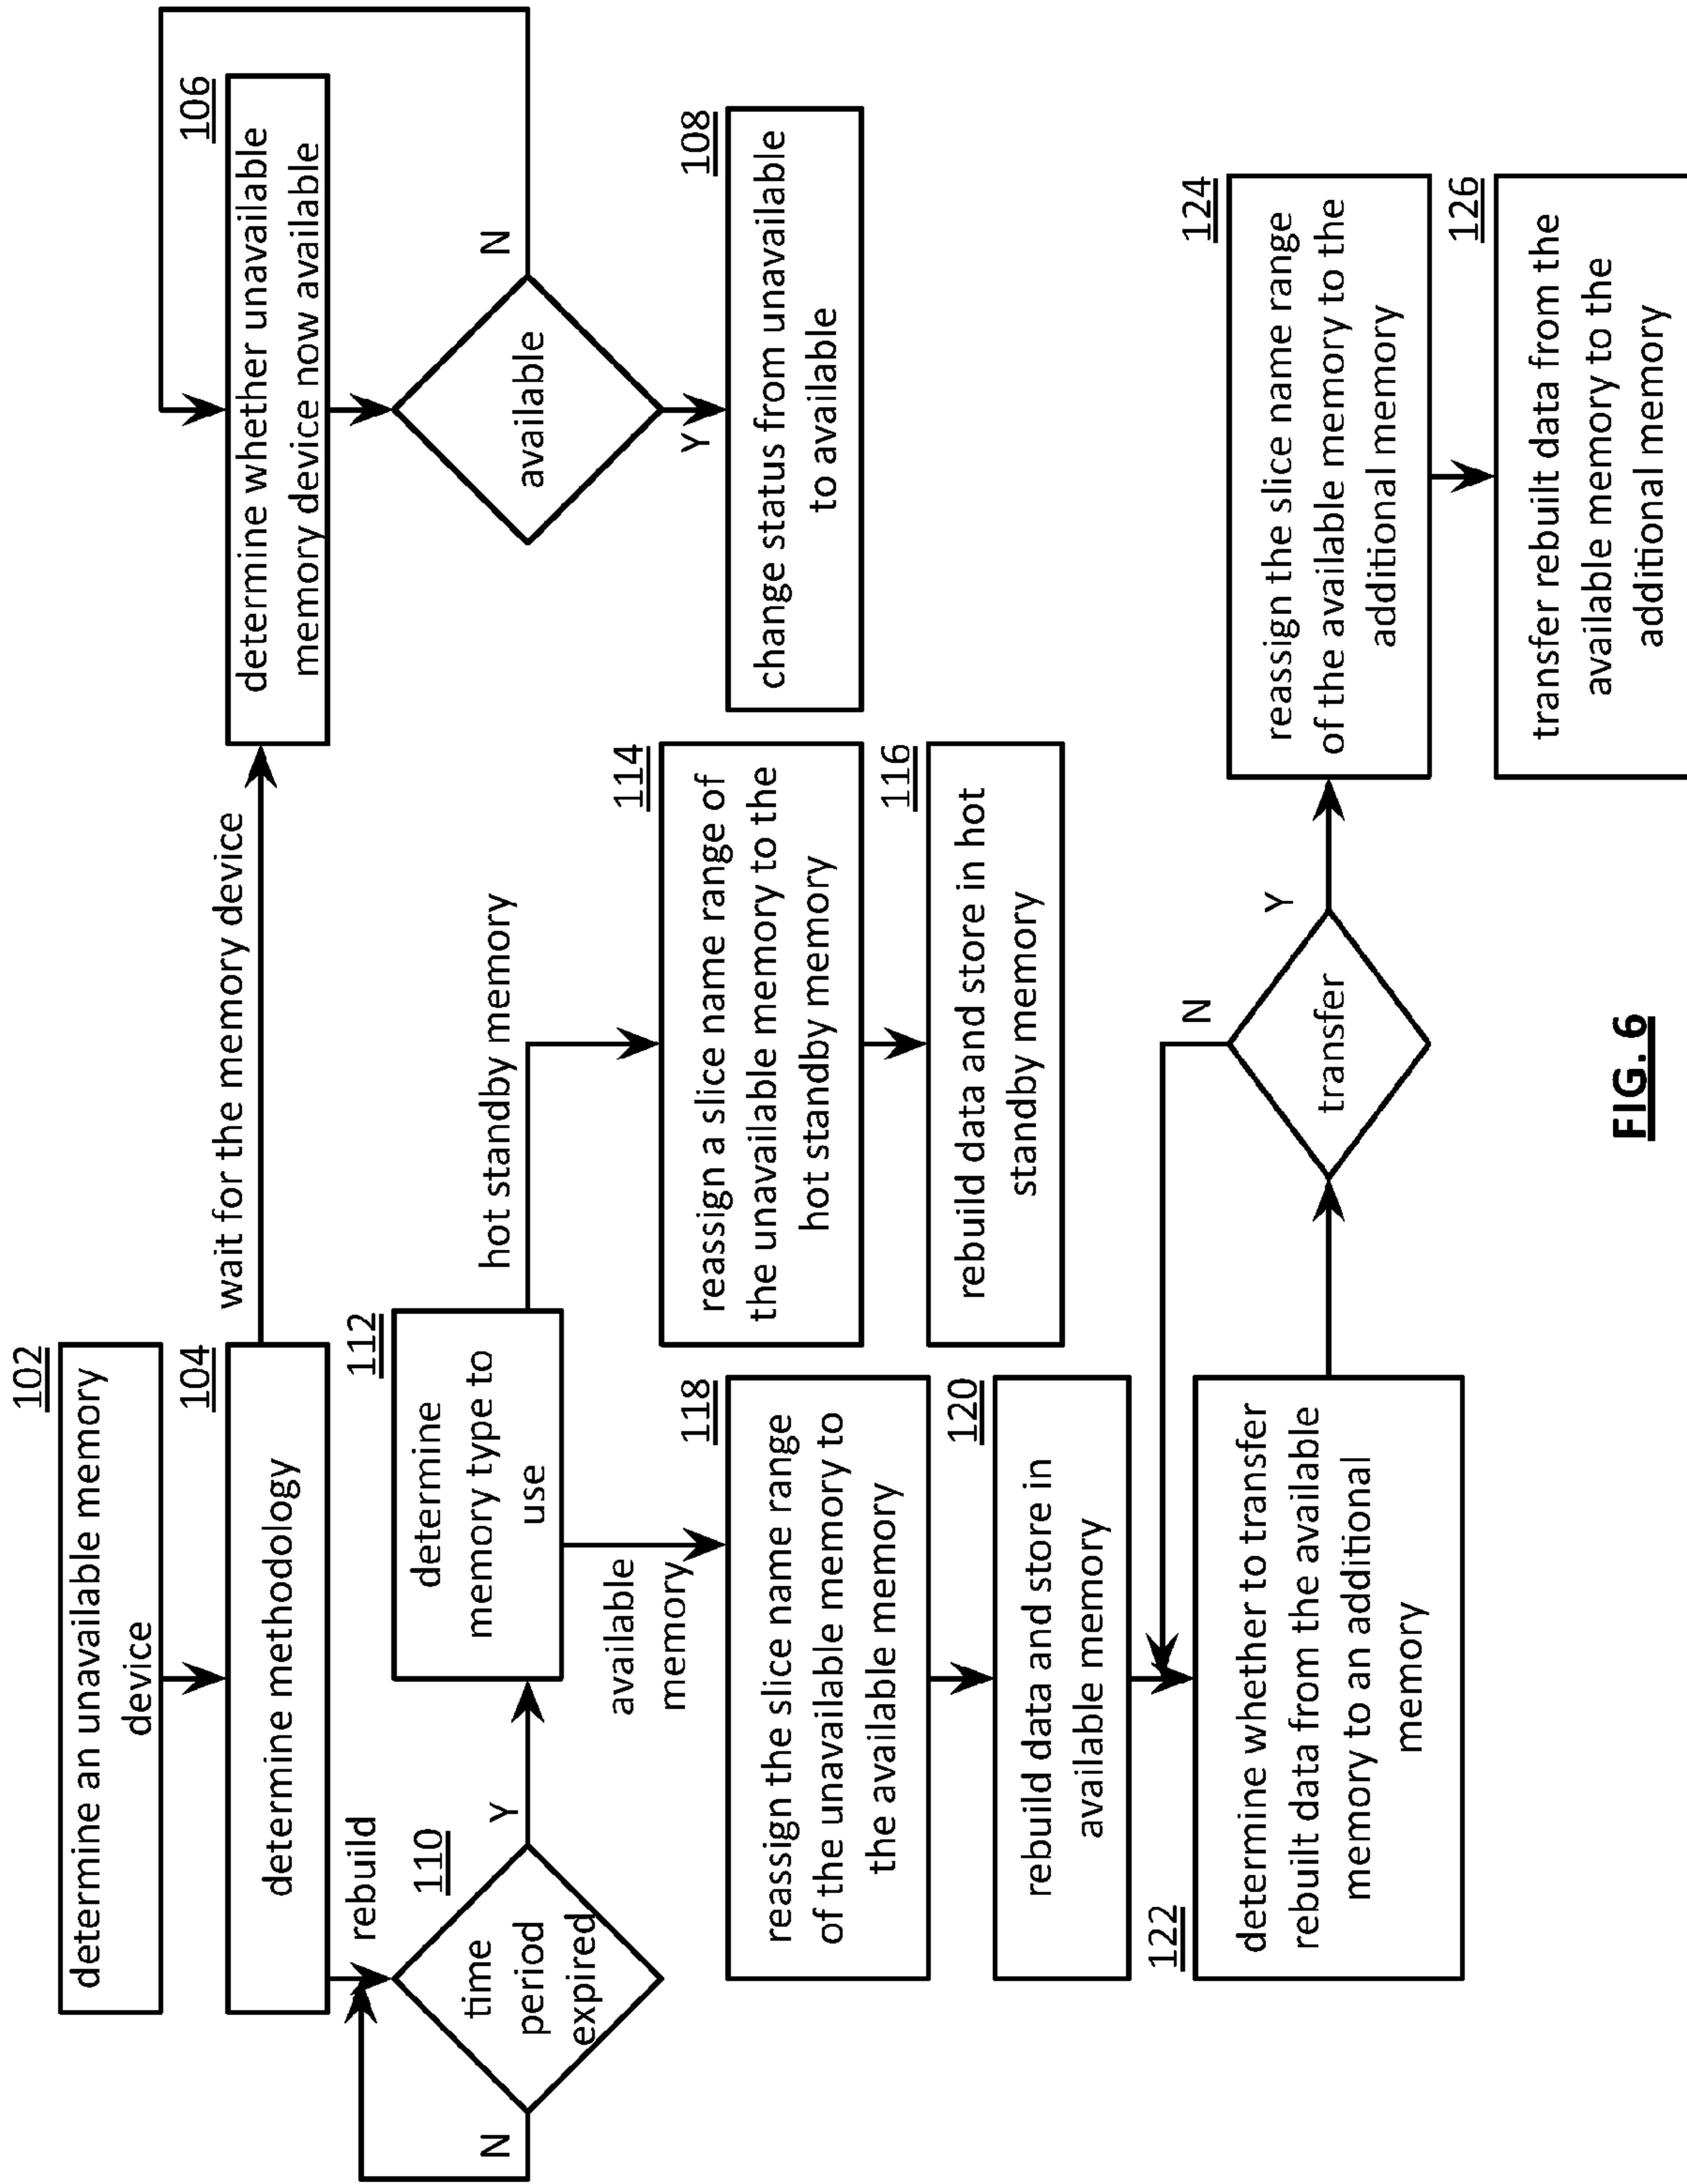 102
determine an unavailable memory
device
104
determine methodology
wait for the memory device
106
determine whether unavailable
memory device now available
available
N
Y
108
change status from unavailable
to available
rebuild
110
time
period
expired
N
Y
112
determine
memory type to
use
hot standby memory
114
reassign a slice name range of
the unavailable memory to the
hot standby memory
116
rebuild data and store in hot
standby memory
available
memory
118
reassign the slice name range
of the unavailable memory to
the available memory
120
rebuild data and store in
available memory
122
determine whether to transfer
rebuilt data from the available
memory to an additional
memory
transfer
N
Y
124
reassign the slice name range
of the available memory to the
additional memory
126
transfer rebuilt data from the
available memory to the
additional memory
FIG. 6